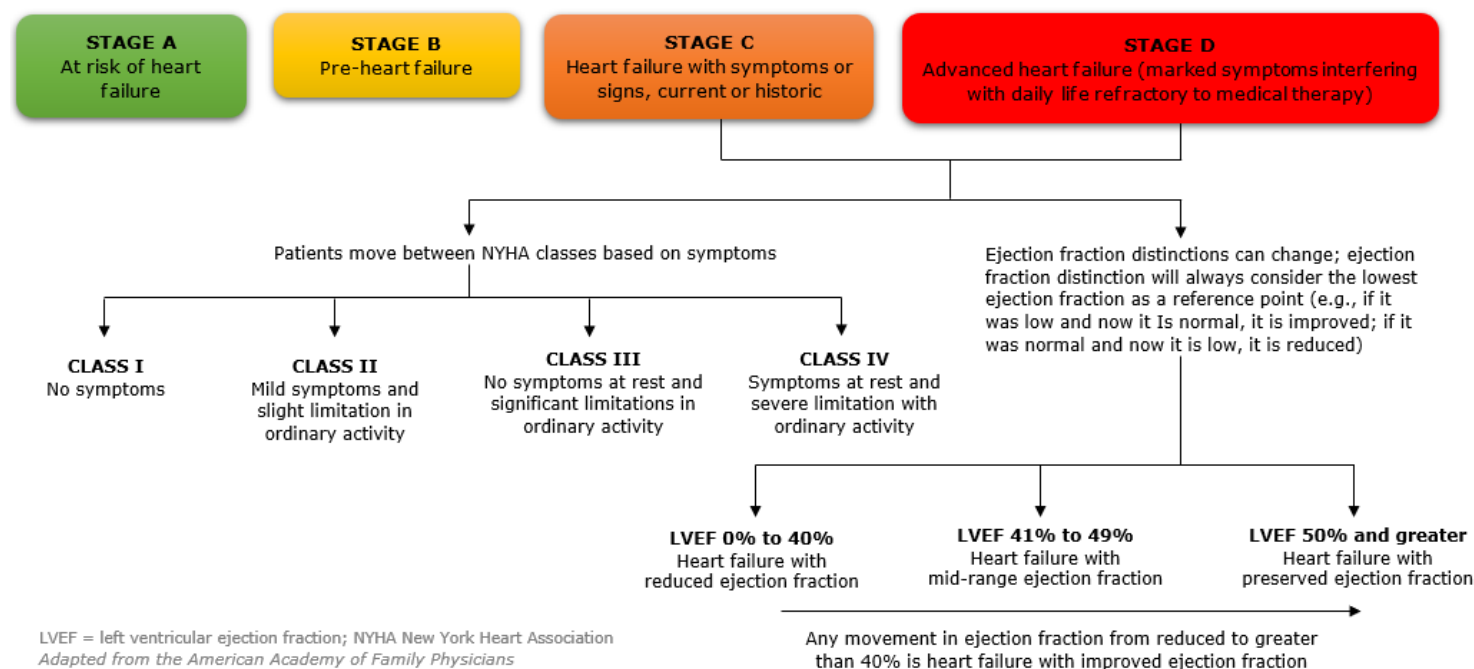 STAGE A
At risk of heart
failure
STAGE B
Pre-heart failure
STAGE C
Heart failure with symptoms or
signs, current or historic
STAGE D
Advanced heart failure (marked symptoms interfering
with daily life refractory to medical therapy)
Patients move between NYHA classes based on symptoms
Ejection fraction distinctions can change; ejection
fraction distinction will always consider the lowest
ejection fraction as a reference point (e.g., if it
was low and now it Is normal, it is improved; if it
was normal and now it is low, it is reduced)
CLASS I
No symptoms
CLASS II
Mild symptoms and
slight limitation in
ordinary activity
CLASS III
No symptoms at rest and
significant limitations in
ordinary activity
CLASS IV
Symptoms at rest and
severe limitation with
ordinary activity
LVEF 0% to 40%
Heart failure with
reduced ejection fraction
LVEF 41% to 49%
Heart failure with
mid-range ejection fraction
LVEF 50% and greater
Heart failure with
preserved ejection fraction
Any movement in ejection fraction from reduced to greater
than 40% is heart failure with improved ejection fraction
LVEF = left ventricular ejection fraction; NYHA New York Heart Association
Adapted from the American Academy of Family Physicians